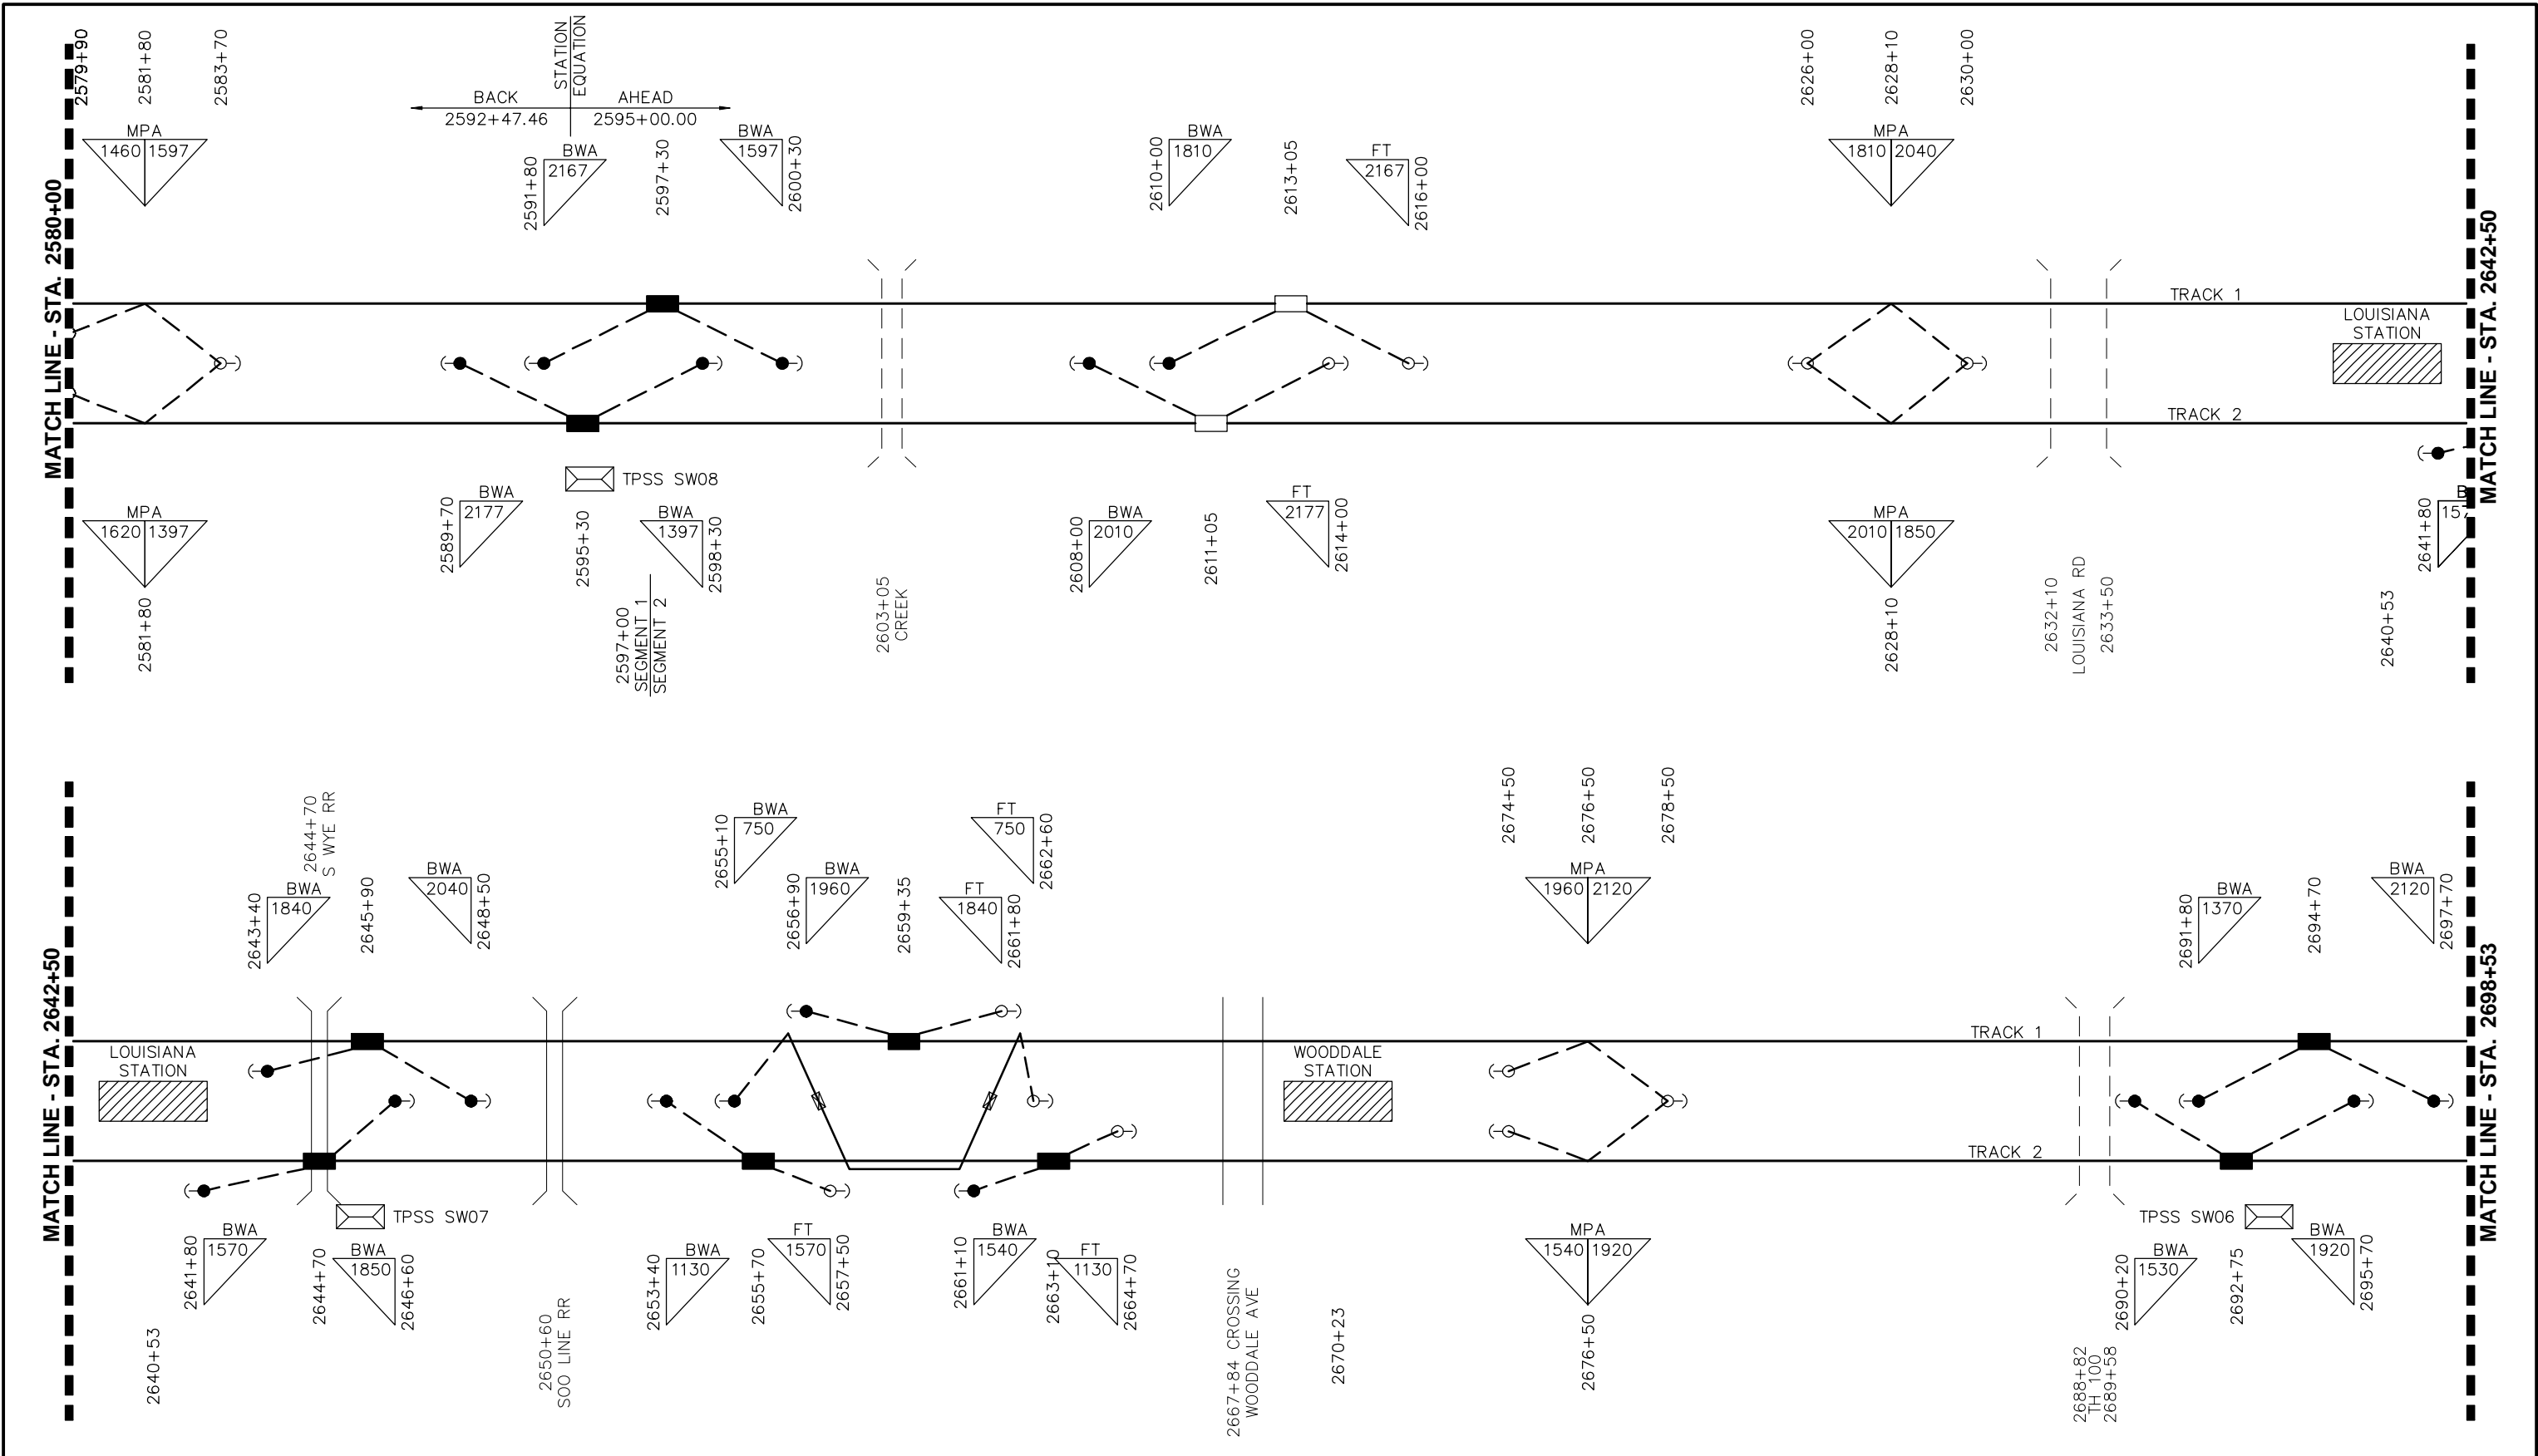 2579+90
2581+80
2583+70
STATION
EQUATION
BACK
AHEAD
2592+47.46
2595+00.00
2626+00
2628+10
2630+00
MPA
1460 1597
2591+80
BWA
2167
2597+30
BWA
1597
2600+30
2610+00
BWA
1810
2613+05
FT
2167
2616+00
MPA
1810 2040
MATCH LINE - STA. 2580+00
MATCH LINE - STA. 2642+50
TRACK 1
LOUISIANA
STATION
TRACK 2
TPSS SW08
MPA
1620 1397
2581+80
2589+70
BWA
2177
2595+30
BWA
1397
2598+30
2597+00
SEGMENT 1
SEGMENT 2
2603+05
CREEK
2608+00
BWA
2010
2611+05
FT
2177
2614+00
MPA
2010 1850
2628+10
2632+10
LOUISIANA RD
2633+50
2640+53
2641+80
B
157
2643+40
BWA
1840
2644+70
S WYE RR
2645+90
BWA
2040
2648+50
2655+10
BWA
750
2656+90
BWA
1960
2659+35
FT
1840
2661+80
FT
750
2662+60
2674+50
2676+50
2678+50
MPA
1960 2120
2691+80
BWA
1370
2694+70
BWA
2120
2697+70
MATCH LINE - STA. 2642+50
MATCH LINE - STA. 2698+53
LOUISIANA
STATION
WOODDALE
STATION
TRACK 1
TRACK 2
TPSS SW07
TPSS SW06
2640+53
2641+80
BWA
1570
2644+70
BWA
1850
2646+60
2650+60
SOO LINE RR
2653+40
BWA
1130
2655+70
FT
1570
2657+50
2661+10
BWA
1540
2663+10
FT
1130
2664+70
2667+84 CROSSING
WOODDALE AVE
2670+23
MPA
1540 1920
2676+50
2688+82
TH 100
2689+58
2690+20
BWA
1530
2692+75
BWA
1920
2695+70